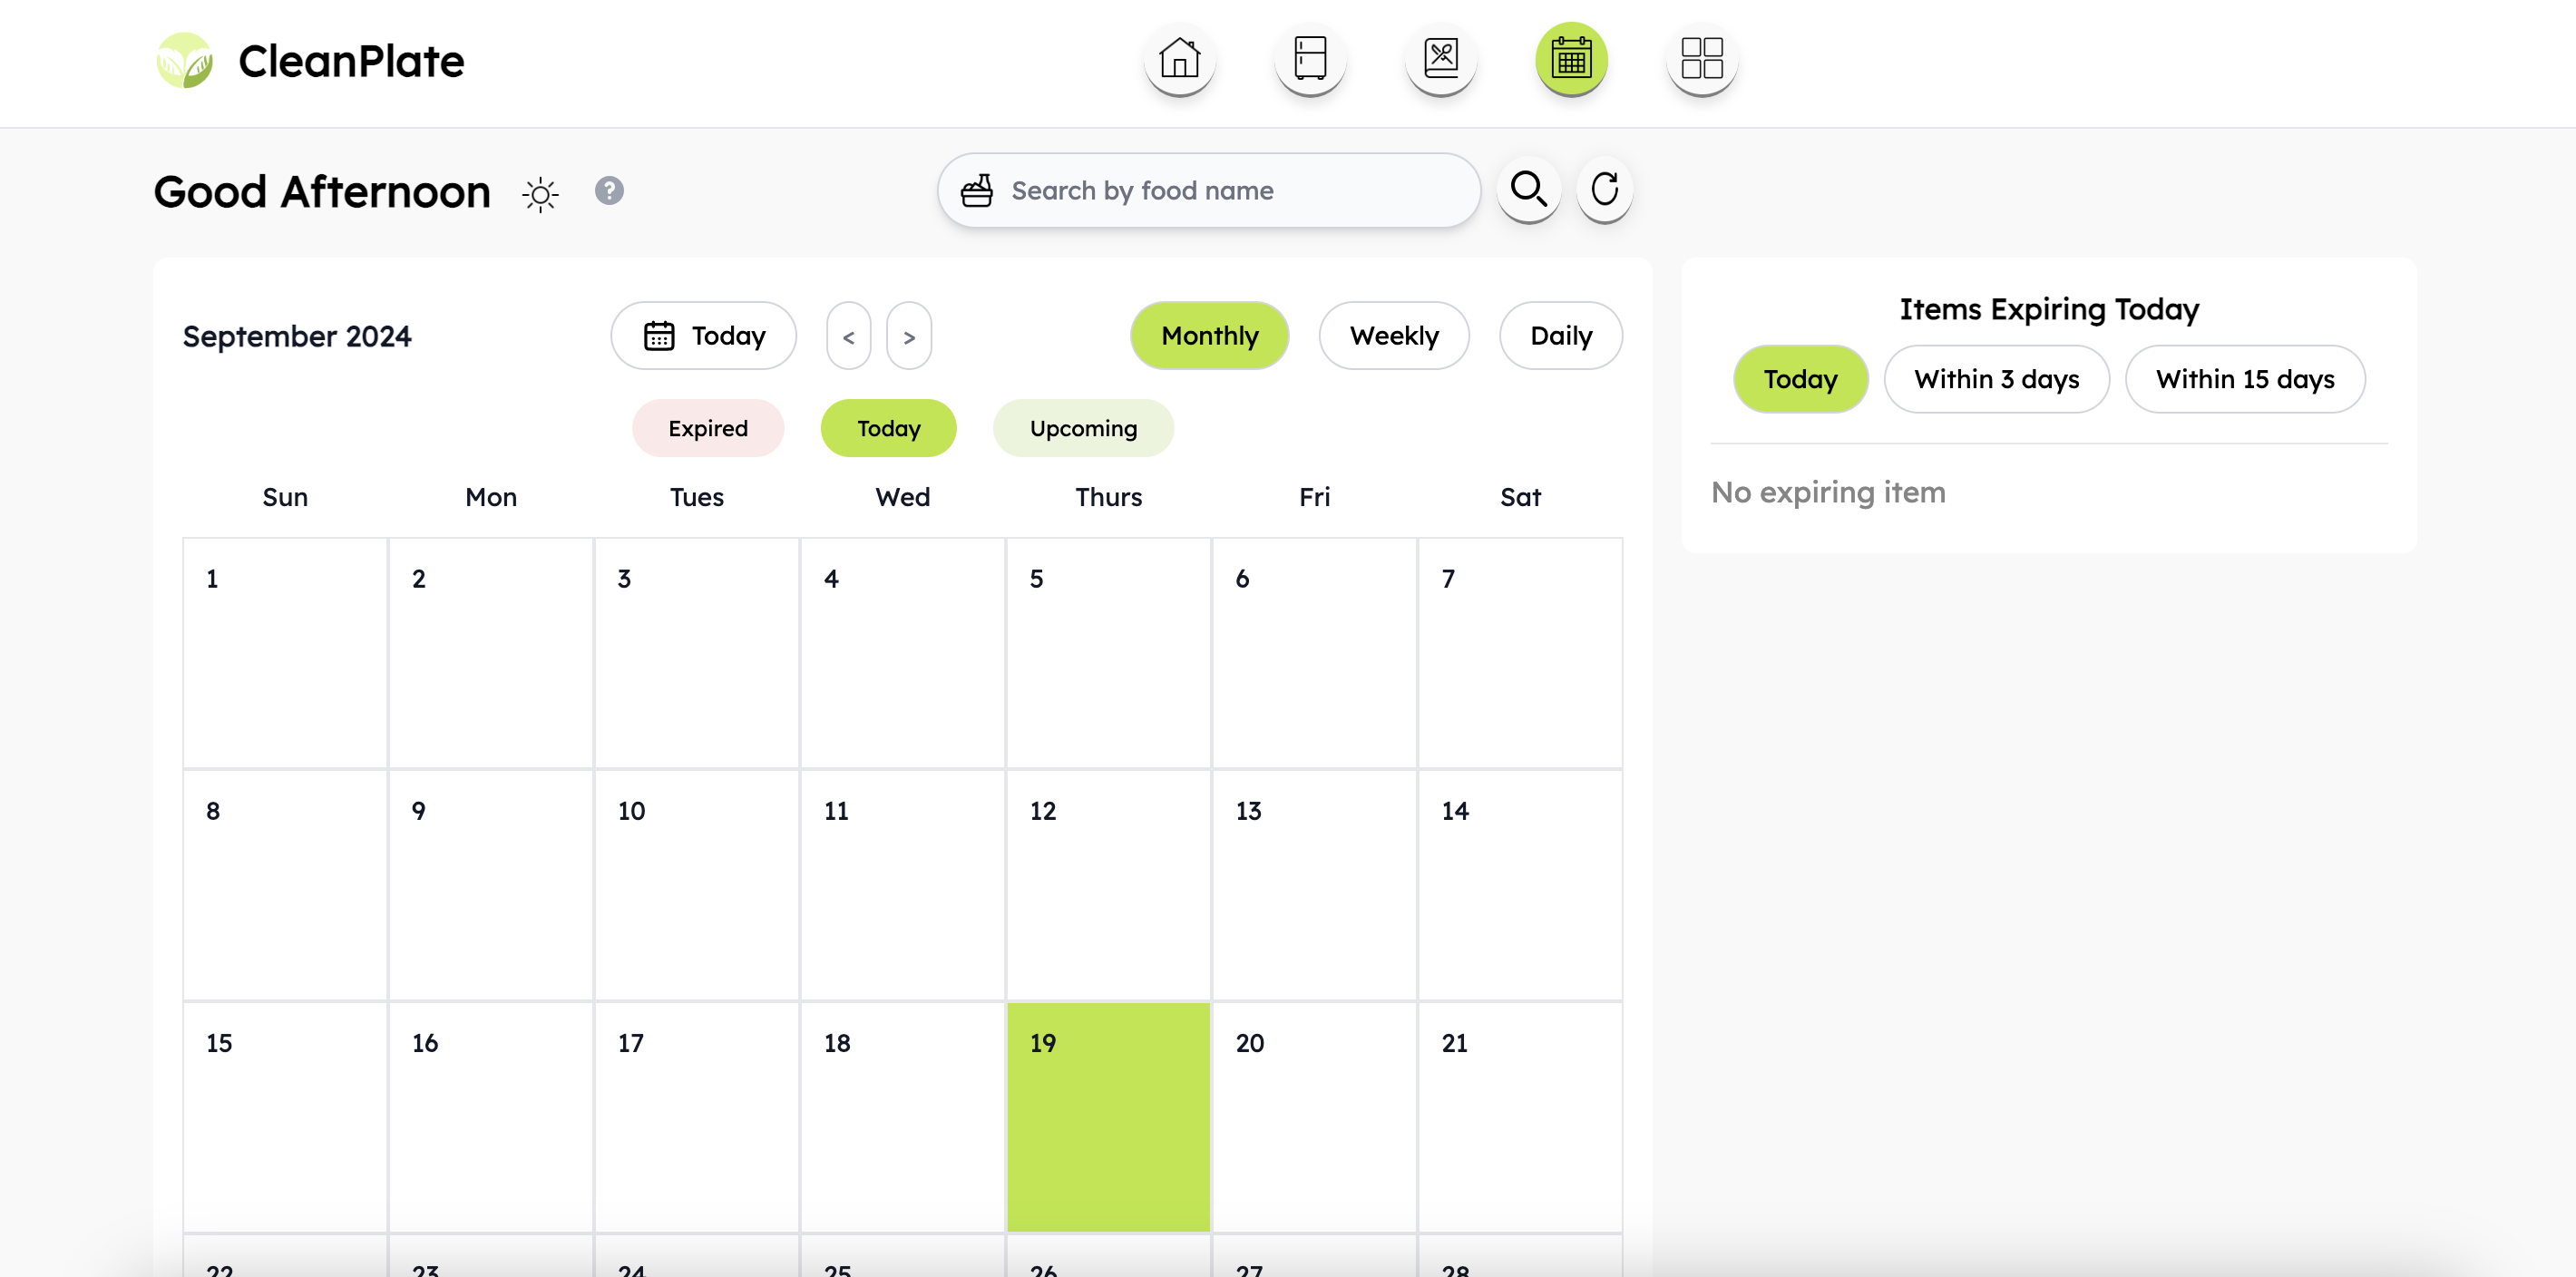 CleanPlate
Good Afternoon ?
Search by food name
September 2024
Today < >
Monthly Weekly Daily
Expired Today Upcoming
Sun Mon Tues Wed Thurs Fri Sat
1 2 3 4 5 6 7
8 9 10 11 12 13 14
15 16 17 18 19 20 21
22 23 24 25 26 27 28
Items Expiring Today
Today Within 3 days Within 15 days
No expiring item